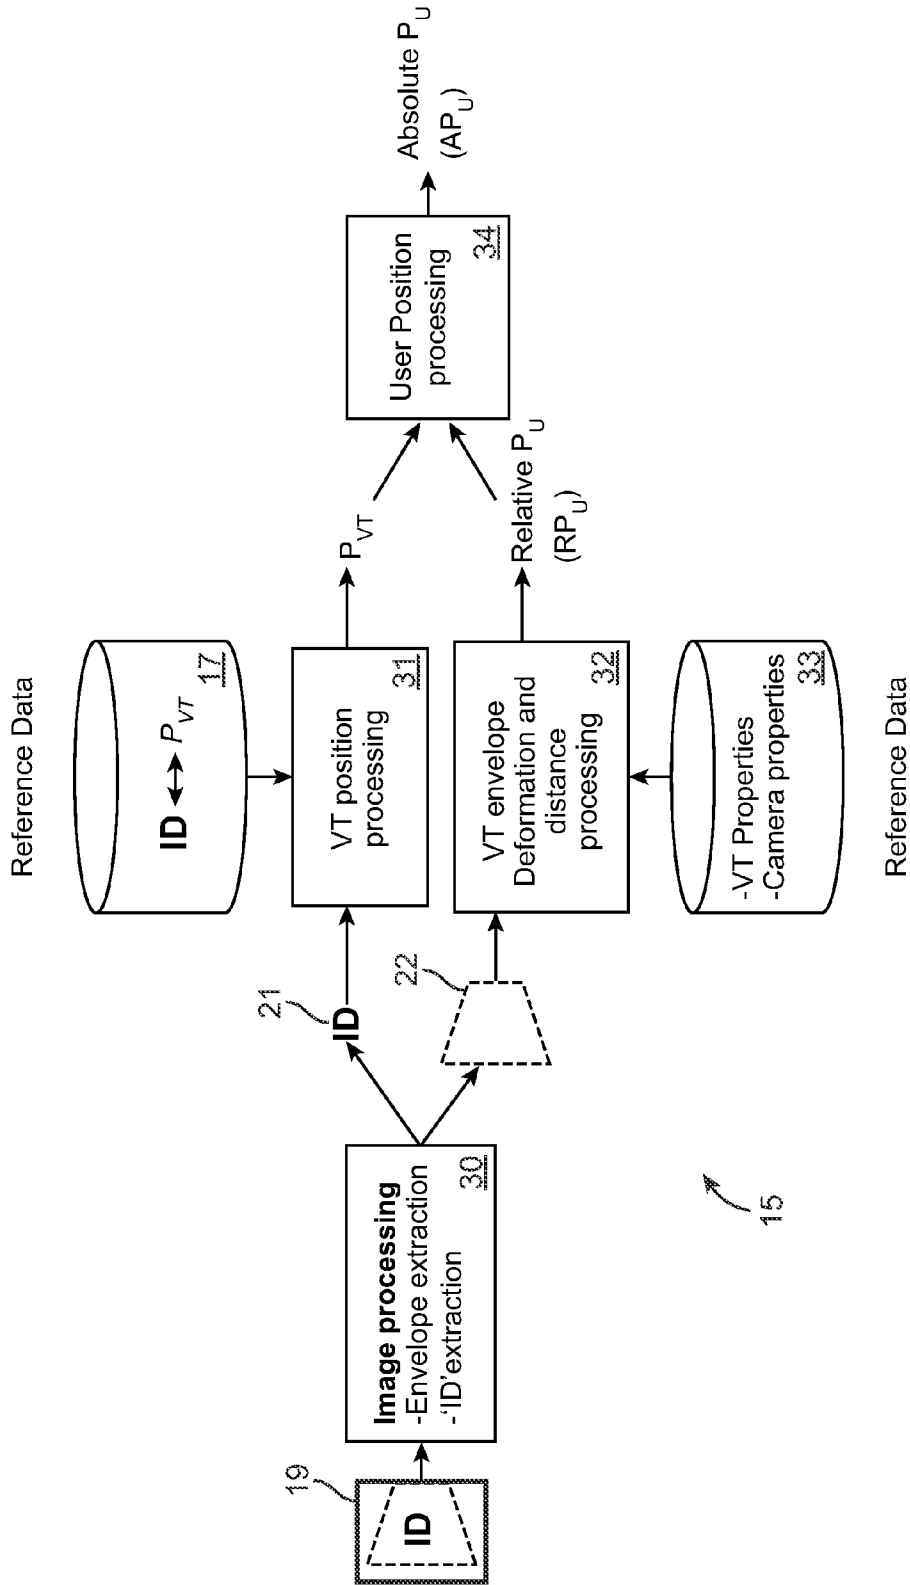 Reference Data
ID ↔ P_VT
17
19
ID
Image processing
-Envelope extraction
-'ID'extraction
30
21
ID
22
VT position
processing
31
VT envelope
Deformation and
distance
processing
32
P_VT
Relative P_U
(RP_U)
User Position
processing
34
Absolute P_U
(AP_U)
-VT Properties
-Camera properties
33
Reference Data
15